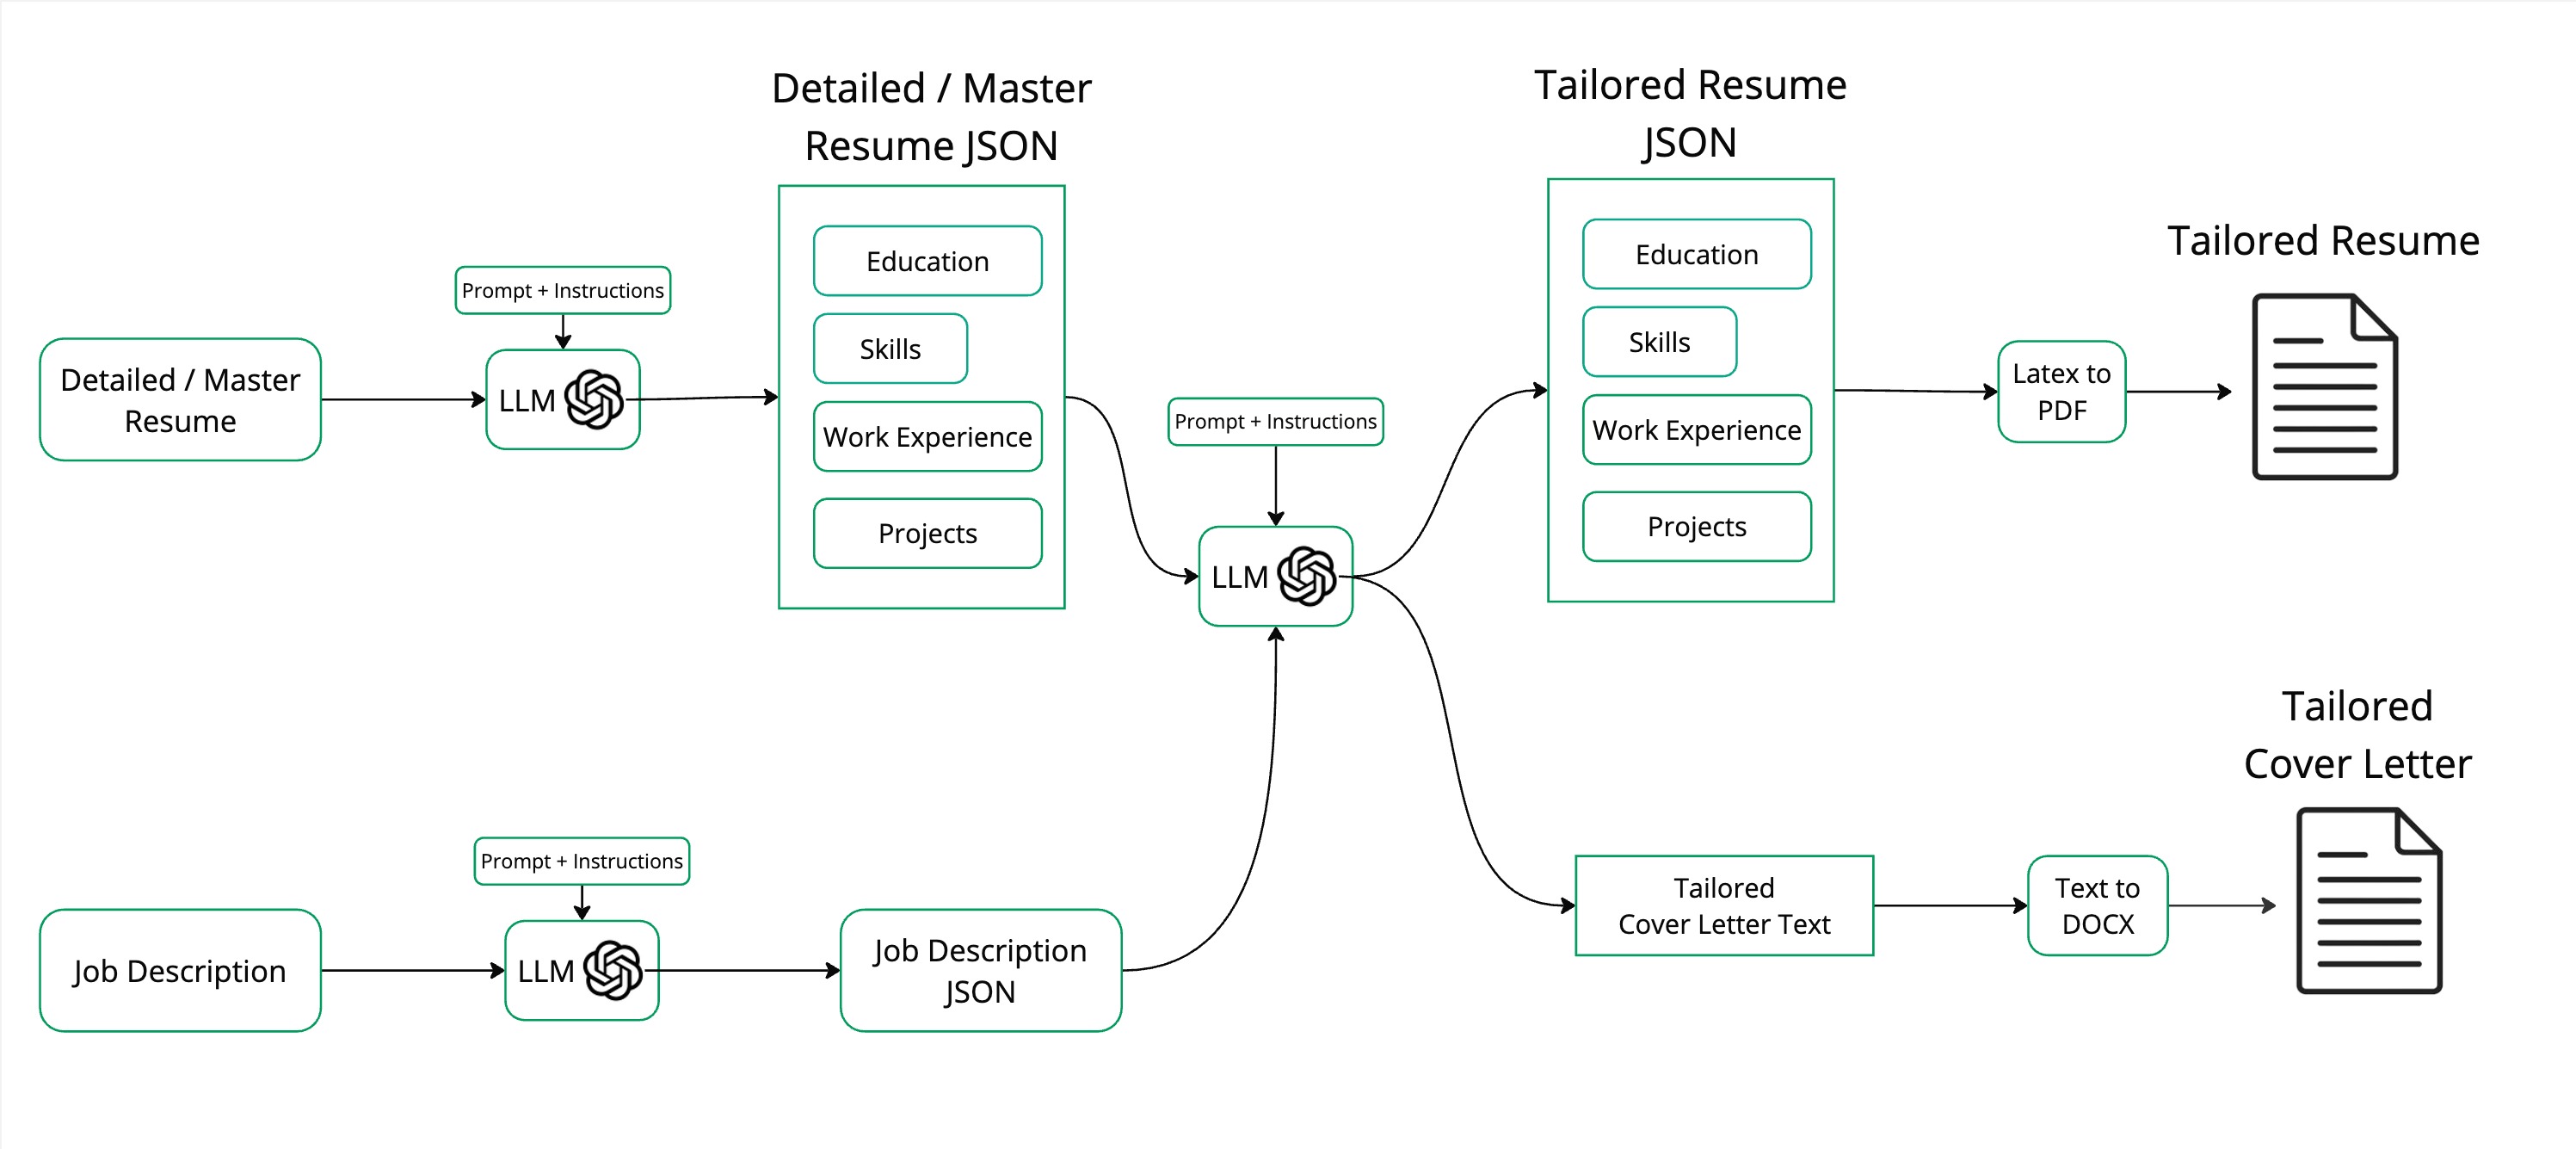 Detailed / Master
Resume JSON
Tailored Resume
JSON
Tailored Resume
Prompt + Instructions
Detailed / Master
Resume
LLM
Education
Skills
Work Experience
Projects
Prompt + Instructions
LLM
Education
Skills
Work Experience
Projects
Latex to
PDF
Tailored
Cover Letter
Prompt + Instructions
Job Description
LLM
Job Description
JSON
Tailored
Cover Letter Text
Text to
DOCX